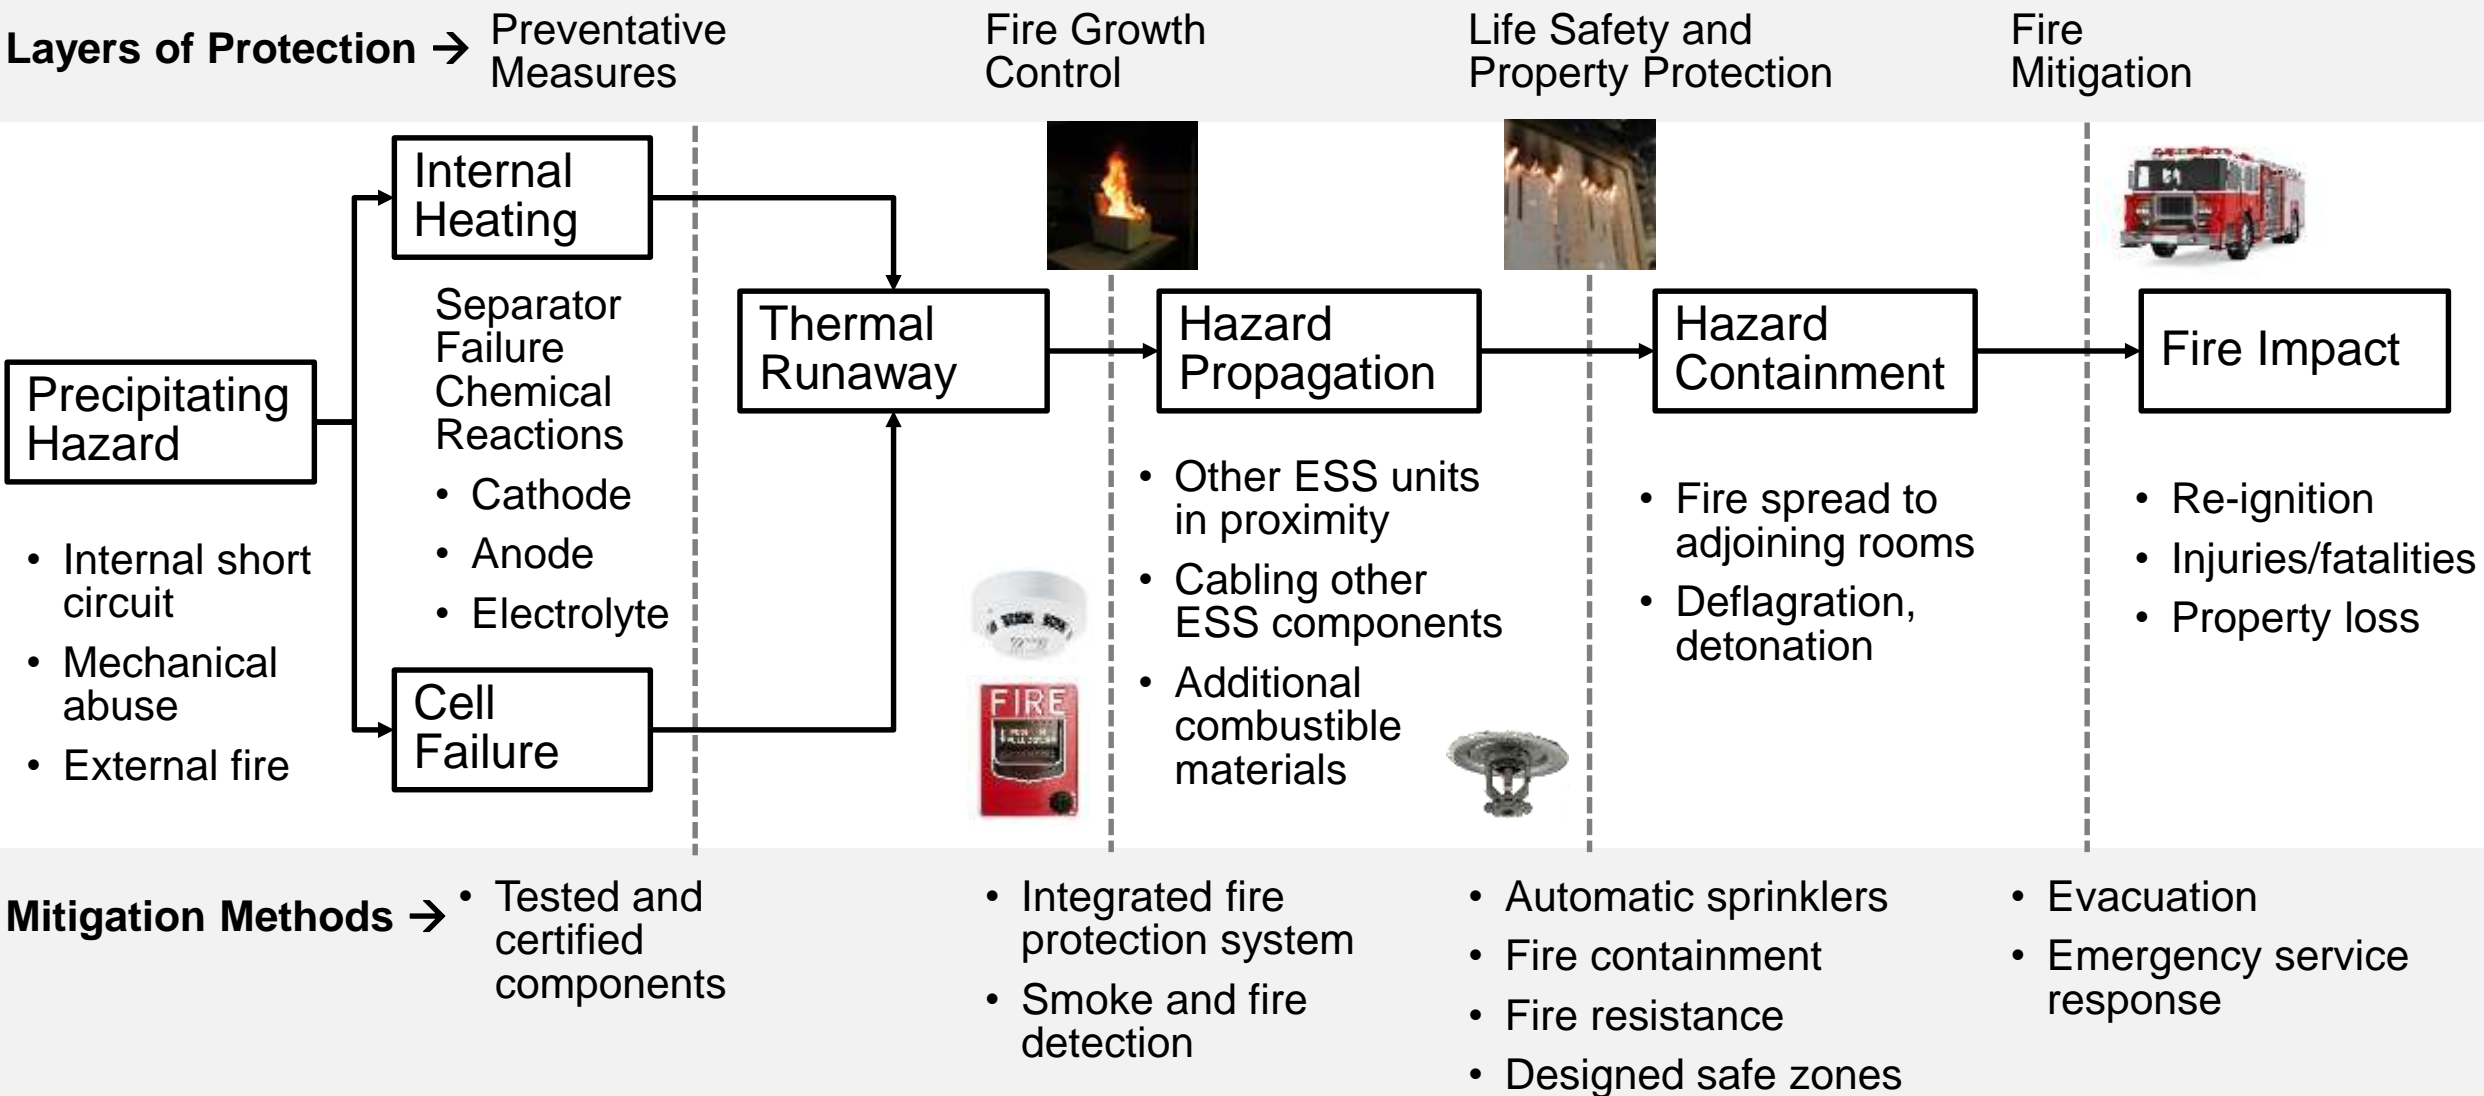 Layers of Protection →
Preventative
Measures
Fire Growth
Control
Life Safety and
Property Protection
Fire
Mitigation
Internal
Heating
Separator
Failure
Chemical
Reactions
• Cathode
• Anode
• Electrolyte
Precipitating
Hazard
• Internal short
circuit
• Mechanical
abuse
• External fire
Cell
Failure
Thermal
Runaway
FIRE
Hazard
Propagation
• Other ESS units
in proximity
• Cabling other
ESS components
• Additional
combustible
materials
Hazard
Containment
• Fire spread to
adjoining rooms
• Deflagration,
detonation
Fire Impact
• Re-ignition
• Injuries/fatalities
• Property loss
Mitigation Methods →
• Tested and
certified
components
• Integrated fire
protection system
• Smoke and fire
detection
• Automatic sprinklers
• Fire containment
• Fire resistance
• Designed safe zones
• Evacuation
• Emergency service
response